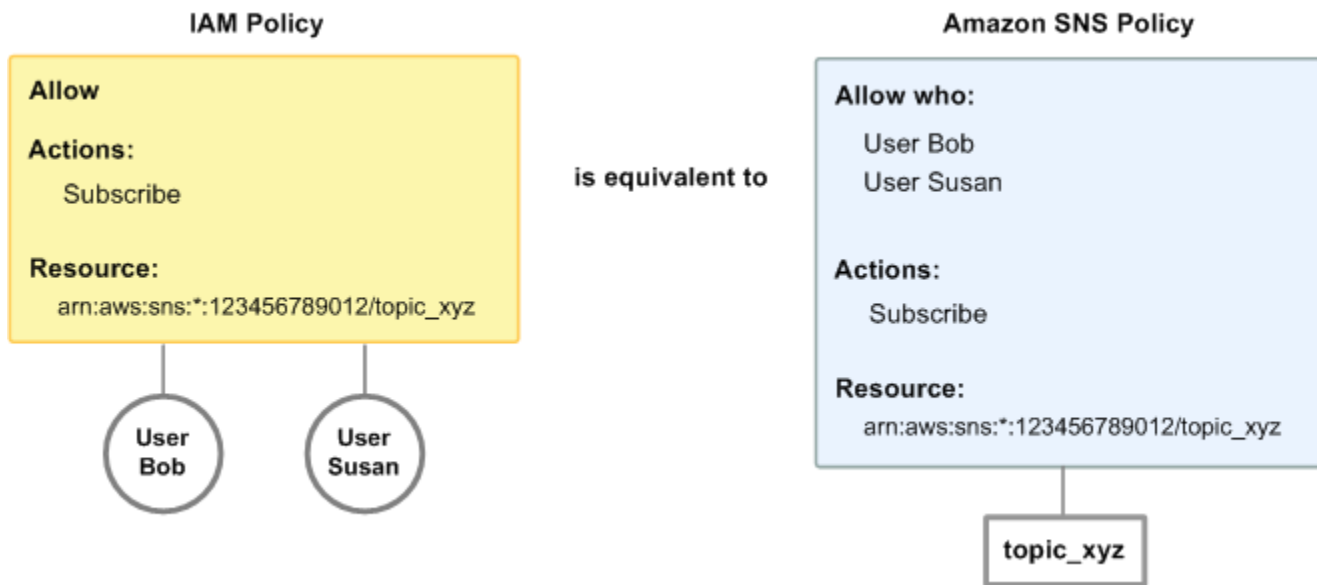 IAM Policy
Allow
Actions:
Subscribe
Resource:
arn:aws:sns:*:123456789012/topic_xyz
User
Bob
User
Susan
is equivalent to
Amazon SNS Policy
Allow who:
User Bob
User Susan
Actions:
Subscribe
Resource:
arn:aws:sns:*:123456789012/topic_xyz
topic_xyz